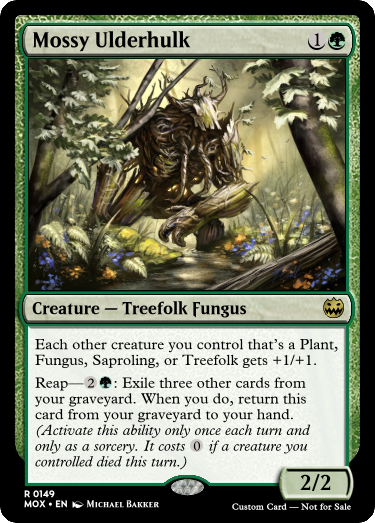 Mossy Ulderhulk 1
Creature — Treefolk Fungus
Each other creature you control that's a Plant,
Fungus, Saproling, or Treefolk gets +1/+1.
Reap—2: Exile three other cards from
your graveyard. When you do, return this
card from your graveyard to your hand.
(Activate this ability only once each turn and
only as a sorcery. It costs 0 if a creature you
controlled died this turn.)
2/2
R 0149
MOX • EN Michael Bakker
Custom Card — Not for Sale